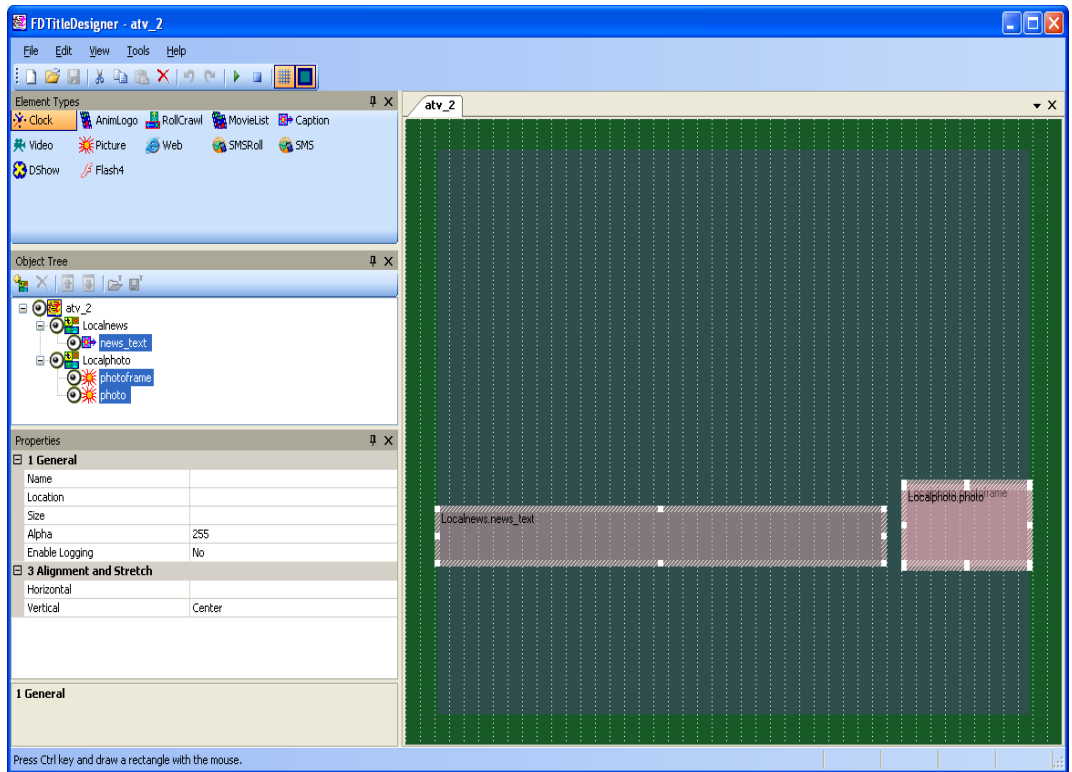 FDTitleDesigner - atv_2
File Edit View Tools Help
Element Types
Clock AnimLogo RollCrawl MovieList Caption
Video Picture Web SMSRoll SMS
DShow Flash4
Object Tree
atv_2
Localnews
news_text
Localphoto
photoframe
photo
Properties
1 General
Name
Location
Size
Alpha 255
Enable Logging No
3 Alignment and Stretch
Horizontal
Vertical Center
1 General
atv_2
Localphoto.photo
Localnews.news_text
Press Ctrl key and draw a rectangle with the mouse.